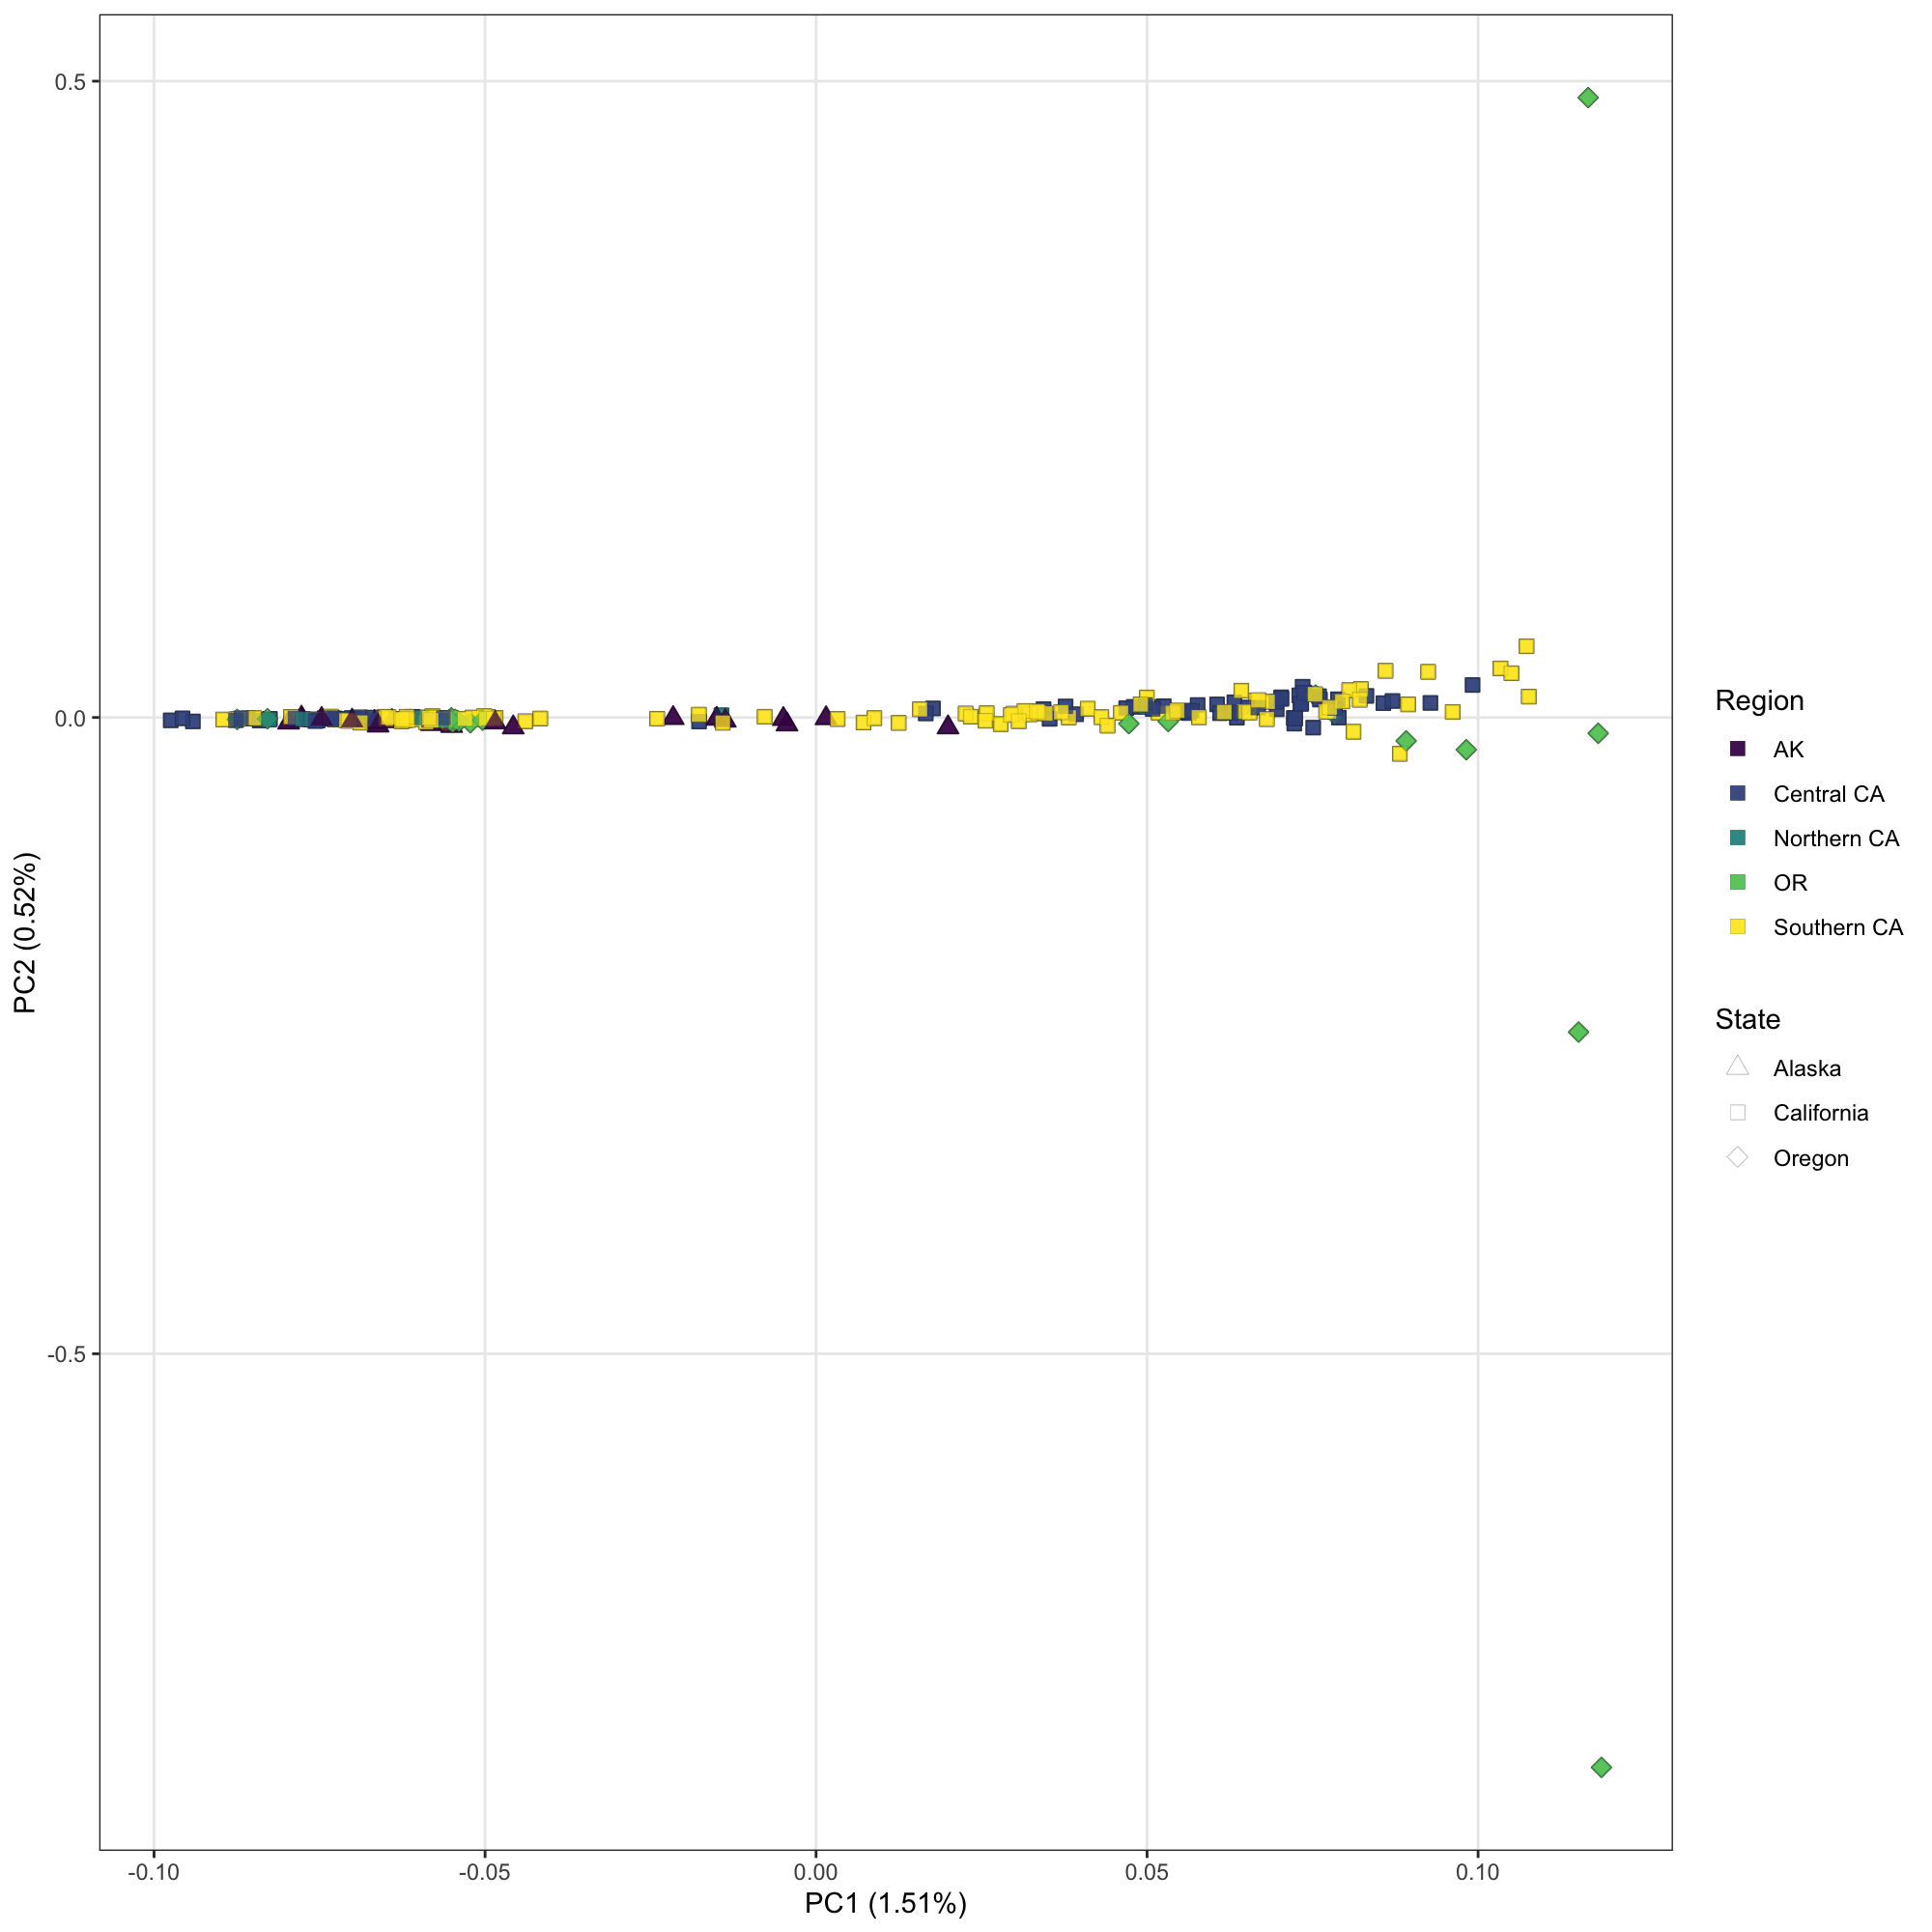 0.5
0.0
-0.5
PC2 (0.52%)
-0.10
-0.05
0.00
0.05
0.10
PC1 (1.51%)
Region
AK
Central CA
Northern CA
OR
Southern CA
State
Alaska
California
Oregon